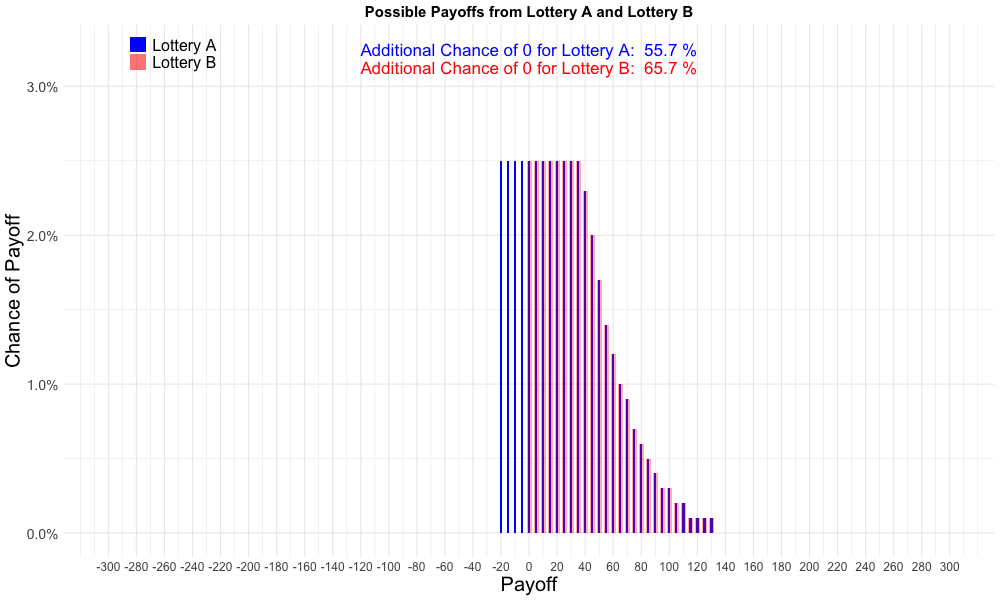 Possible Payoffs from Lottery A and Lottery B
Lottery A
Lottery B
Additional Chance of 0 for Lottery A: 55.7 %
Additional Chance of 0 for Lottery B: 65.7 %
Chance of Payoff
3.0%
2.0%
1.0%
0.0%
-300 -280 -260 -240 -220 -200 -180 -160 -140 -120 -100 -80 -60 -40 -20 0 20 40 60 80 100 120 140 160 180 200 220 240 260 280 300
Payoff